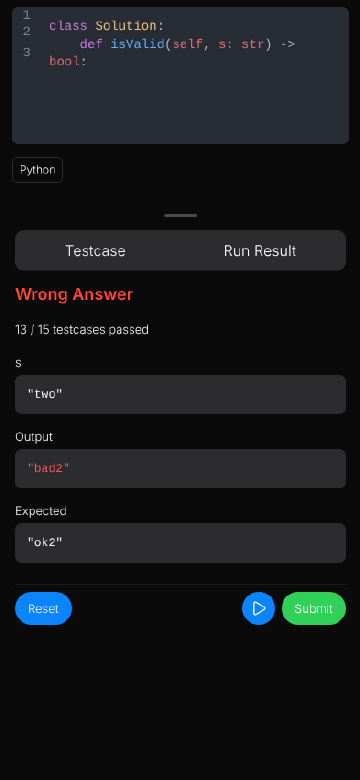 1
class Solution:
2
def isValid(self, s: str) ->
3
bool:
Python
Testcase
Run Result
Wrong Answer
13 / 15 testcases passed
s
"two"
Output
"bad2"
Expected
"ok2"
Reset
Submit